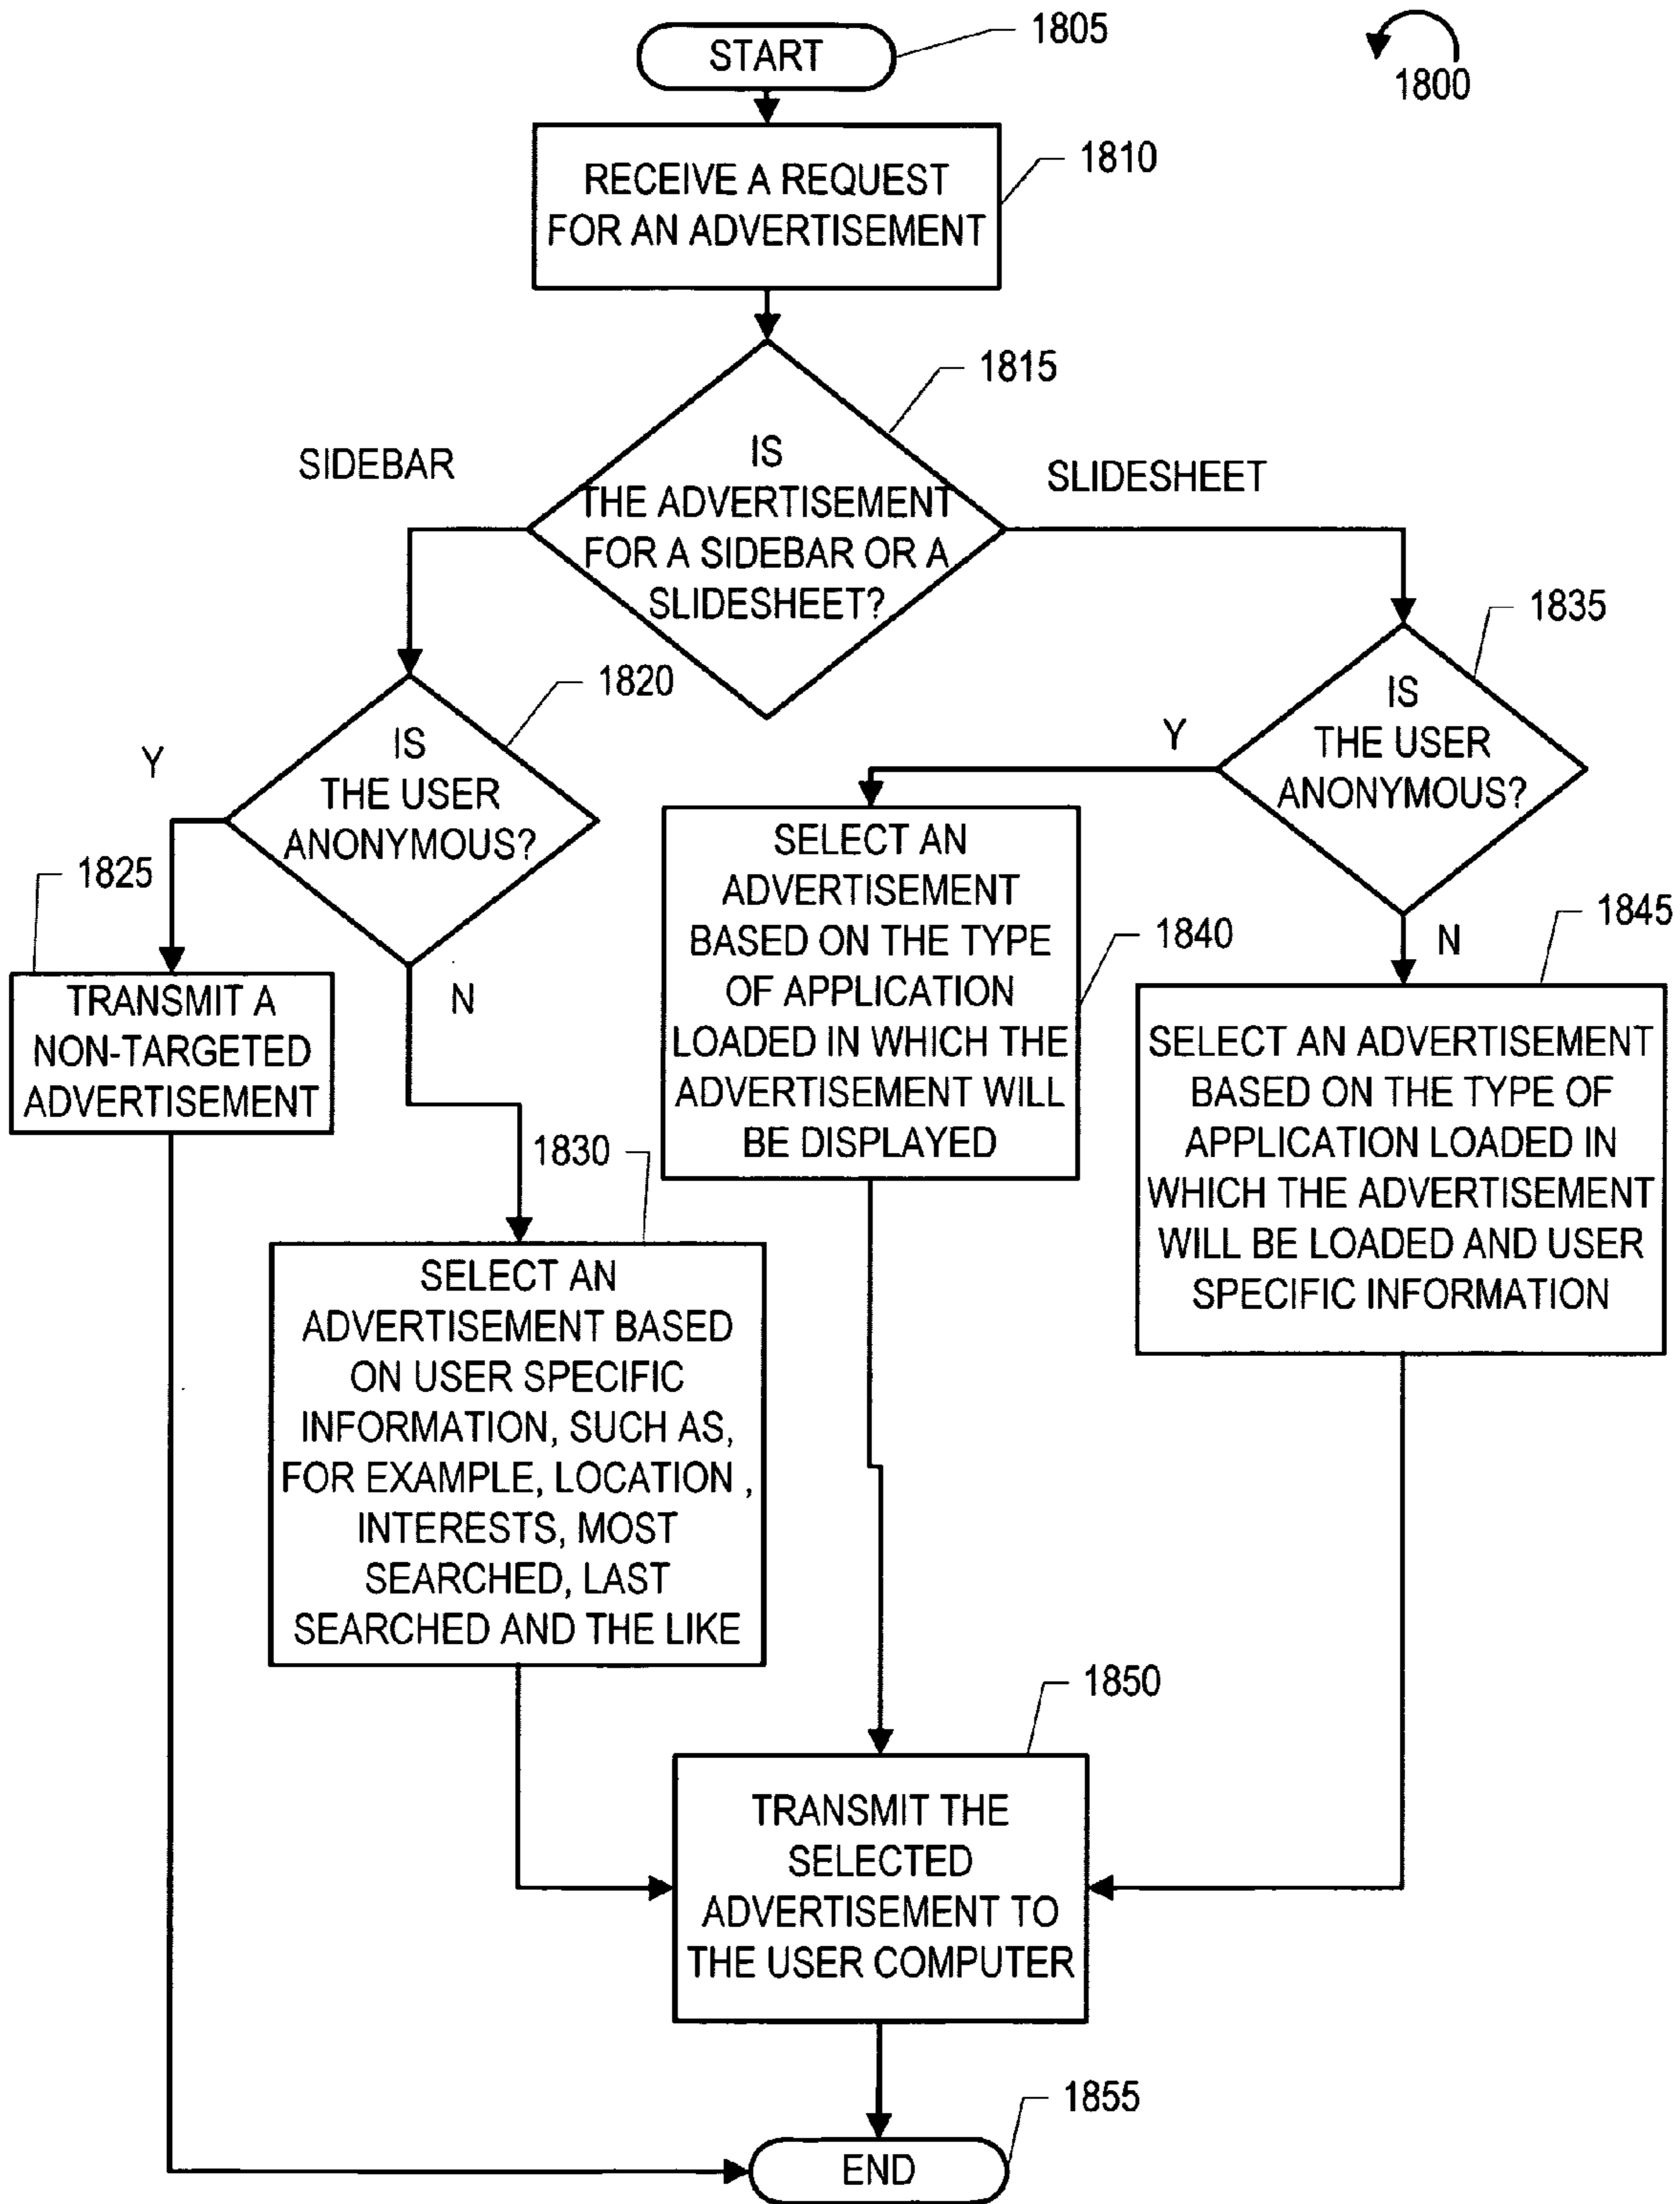 START
1805
1800
RECEIVE A REQUEST
FOR AN ADVERTISEMENT
1810
1815
IS
THE ADVERTISEMENT
FOR A SIDEBAR OR A
SLIDESHEET?
SIDEBAR
SLIDESHEET
1820
IS
THE USER
ANONYMOUS?
Y
N
1825
TRANSMIT A
NON-TARGETED
ADVERTISEMENT
1830
SELECT AN
ADVERTISEMENT BASED
ON USER SPECIFIC
INFORMATION, SUCH AS,
FOR EXAMPLE, LOCATION ,
INTERESTS, MOST
SEARCHED, LAST
SEARCHED AND THE LIKE
1835
IS
THE USER
ANONYMOUS?
Y
N
1840
SELECT AN
ADVERTISEMENT
BASED ON THE TYPE
OF APPLICATION
LOADED IN WHICH THE
ADVERTISEMENT WILL
BE DISPLAYED
1845
SELECT AN ADVERTISEMENT
BASED ON THE TYPE OF
APPLICATION LOADED IN
WHICH THE ADVERTISEMENT
WILL BE LOADED AND USER
SPECIFIC INFORMATION
1850
TRANSMIT THE
SELECTED
ADVERTISEMENT TO
THE USER COMPUTER
1855
END